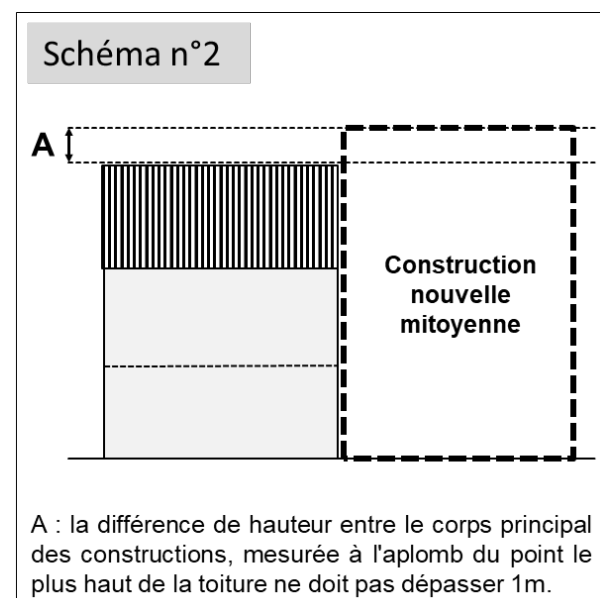 Schéma n°2
A
Construction
nouvelle
mitoyenne
A : la différence de hauteur entre le corps principal
des constructions, mesurée à l'aplomb du point le
plus haut de la toiture ne doit pas dépasser 1m.